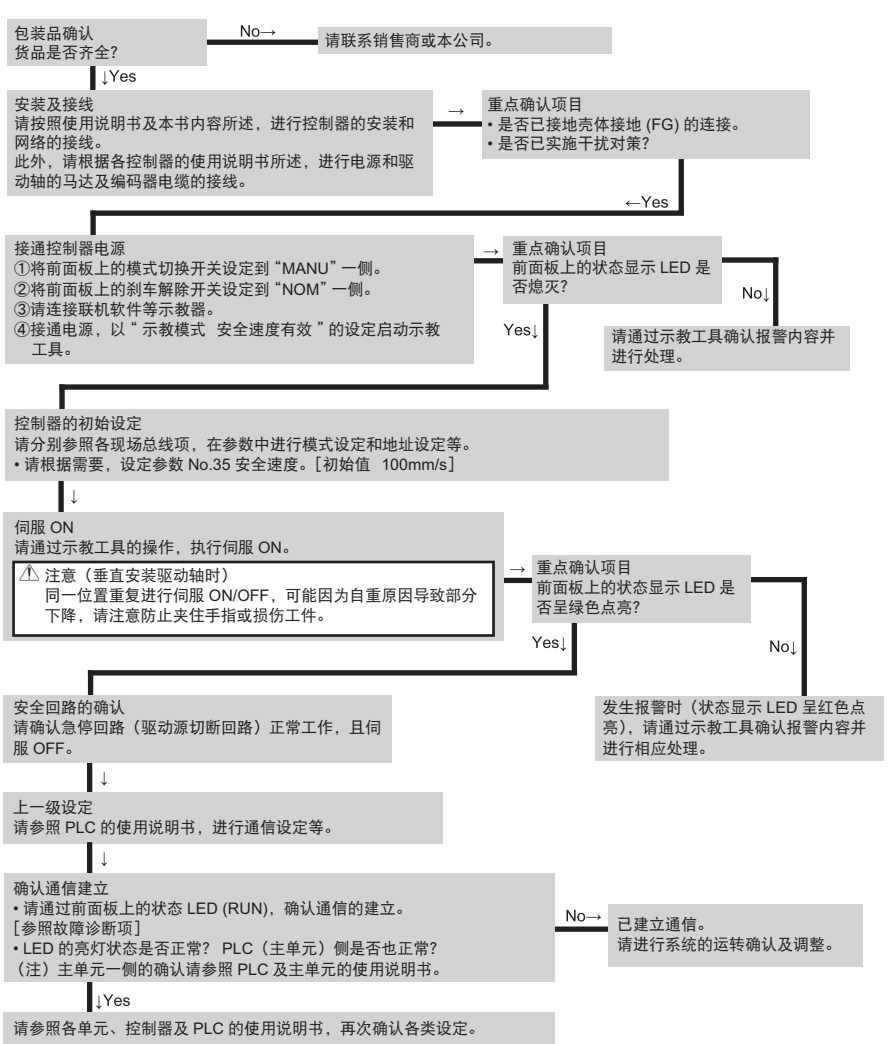 包装品确认
货品是否齐全?
No→
请联系销售商或本公司。
↓Yes
安装及接线
请按照使用说明书及本书内容所述，进行控制器的安装和
网络的接线。
此外，请根据各控制器的使用说明书所述，进行电源和驱
动轴的马达及编码器电缆的接线。
→
重点确认项目
• 是否已接地壳体接地 (FG) 的连接。
• 是否已实施干扰对策?
←Yes
接通控制器电源
①将前面板上的模式切换开关设定到“MANU”一侧。
②将前面板上的刹车解除开关设定到“NOM”一侧。
③请连接联机软件等示教器。
④接通电源，以“ 示教模式 安全速度有效 ”的设定启动示教
工具。
→
重点确认项目
前面板上的状态显示 LED 是
否熄灭?
No↓
Yes↓
请通过示教工具确认报警内容并
进行处理。
控制器的初始设定
请分别参照各现场总线项，在参数中进行模式设定和地址设定等。
• 请根据需要，设定参数 No.35 安全速度。［初始值 100mm/s］
↓
伺服 ON
请通过示教工具的操作，执行伺服 ON。
⚠ 注意（垂直安装驱动轴时）
同一位置重复进行伺服 ON/OFF，可能因为自重原因导致部分
下降，请注意防止夹住手指或损伤工件。
→
重点确认项目
前面板上的状态显示 LED 是
否呈绿色点亮?
Yes↓
No↓
安全回路的确认
请确认急停回路（驱动源切断回路）正常工作，且伺
服 OFF。
发生报警时（状态显示 LED 呈红色点
亮），请通过示教工具确认报警内容并
进行相应处理。
↓
上一级设定
请参照 PLC 的使用说明书，进行通信设定等。
↓
确认通信建立
• 请通过前面板上的状态 LED (RUN)，确认通信的建立。
［参照故障诊断项］
• LED 的亮灯状态是否正常? PLC（主单元）侧是否也正常?
（注）主单元一侧的确认请参照 PLC 及主单元的使用说明书。
No→
已建立通信。
请进行系统的运转确认及调整。
↓Yes
请参照各单元、控制器及 PLC 的使用说明书，再次确认各类设定。